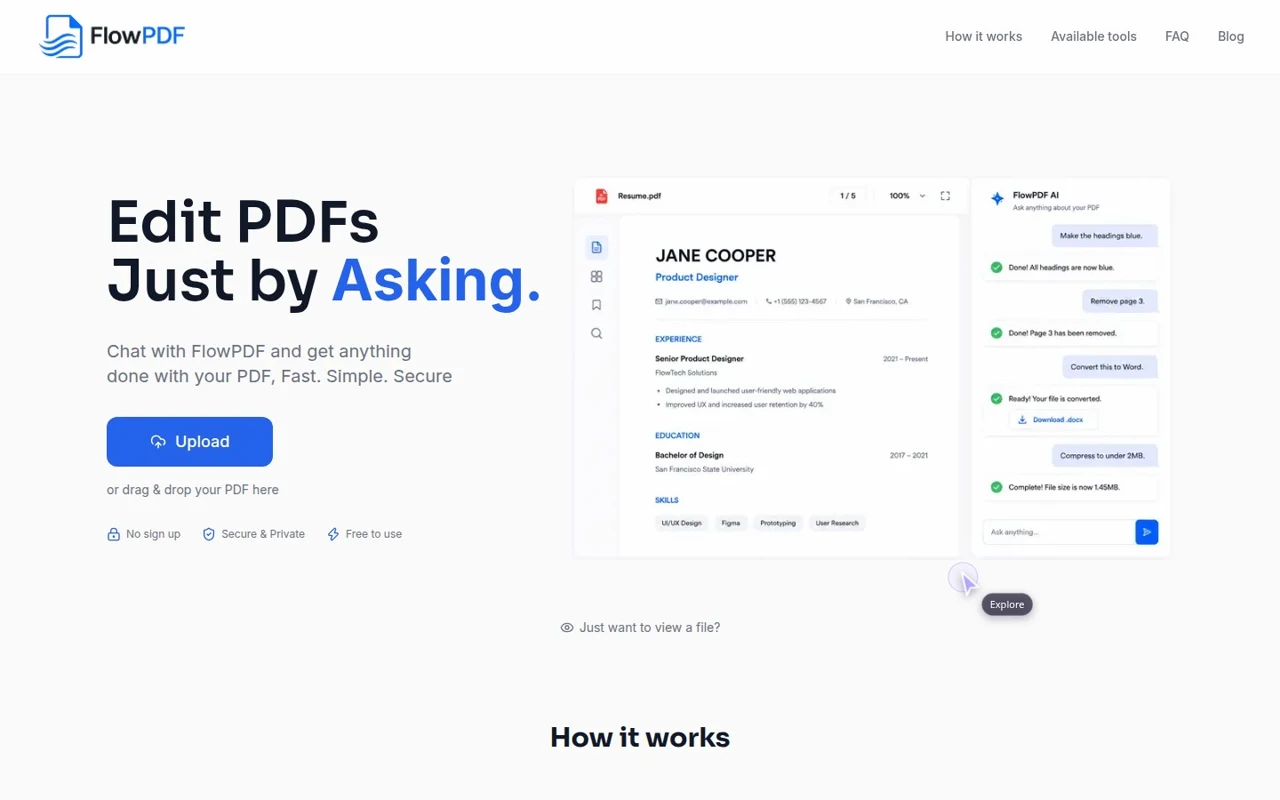 FlowPDF
How it works
Available tools
FAQ
Blog
Edit PDFs
Just by Asking.
Chat with FlowPDF and get anything
done with your PDF, Fast. Simple. Secure
Upload
or drag & drop your PDF here
No sign up
Secure & Private
Free to use
Resume.pdf
1 / 5
100%
JANE COOPER
Product Designer
jane.cooper@example.com
+1 (555) 123-4567
San Francisco, CA
EXPERIENCE
Senior Product Designer
2021 – Present
FlowTech Solutions
• Designed and launched user-friendly web applications
• Improved UX and increased user retention by 40%
EDUCATION
Bachelor of Design
2017 – 2021
San Francisco State University
SKILLS
UI/UX Design
Figma
Prototyping
User Research
FlowPDF AI
Ask anything about your PDF
Make the headings blue.
Done! All headings are now blue.
Remove page 3.
Done! Page 3 has been removed.
Convert this to Word.
Ready! Your file is converted.
Download .docx
Compress to under 2MB.
Complete! File size is now 1.45MB.
Ask anything...
Explore
Just want to view a file?
How it works